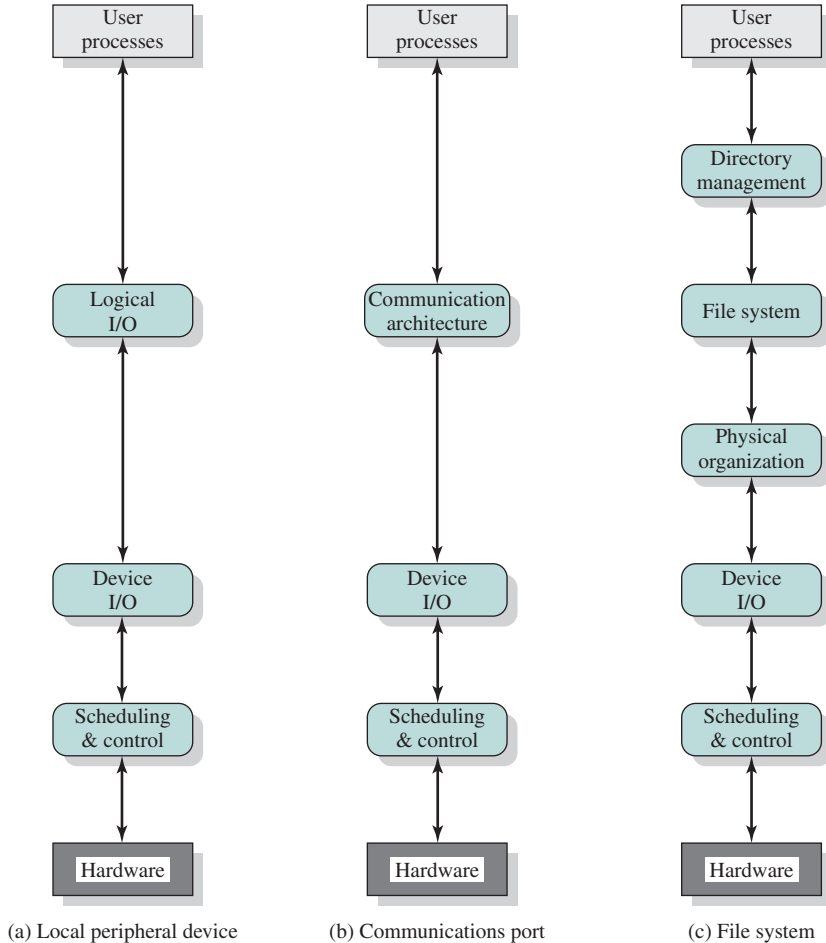 User
processes
Logical
I/O
Device
I/O
Scheduling
& control
Hardware
(a) Local peripheral device
User
processes
Communication
architecture
Device
I/O
Scheduling
& control
Hardware
(b) Communications port
User
processes
Directory
management
File system
Physical
organization
Device
I/O
Scheduling
& control
Hardware
(c) File system